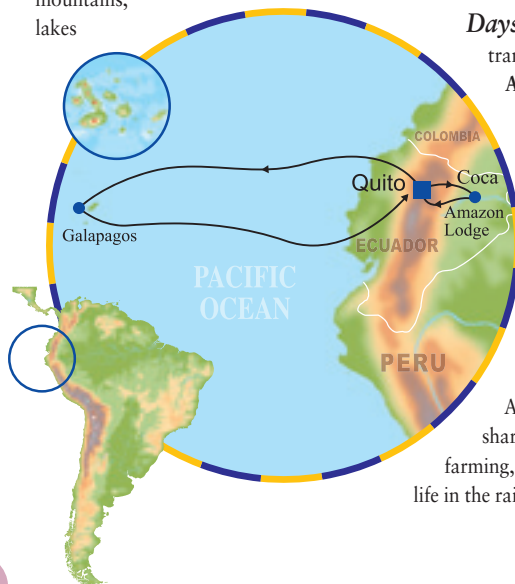 mountains,
lakes
Days
tran
A
COLOMBIA
Quito
Coca
Amazon
Lodge
Galapagos
ECUADOR
PACIFIC
OCEAN
PERU
A
shar
farming,
life in the rai